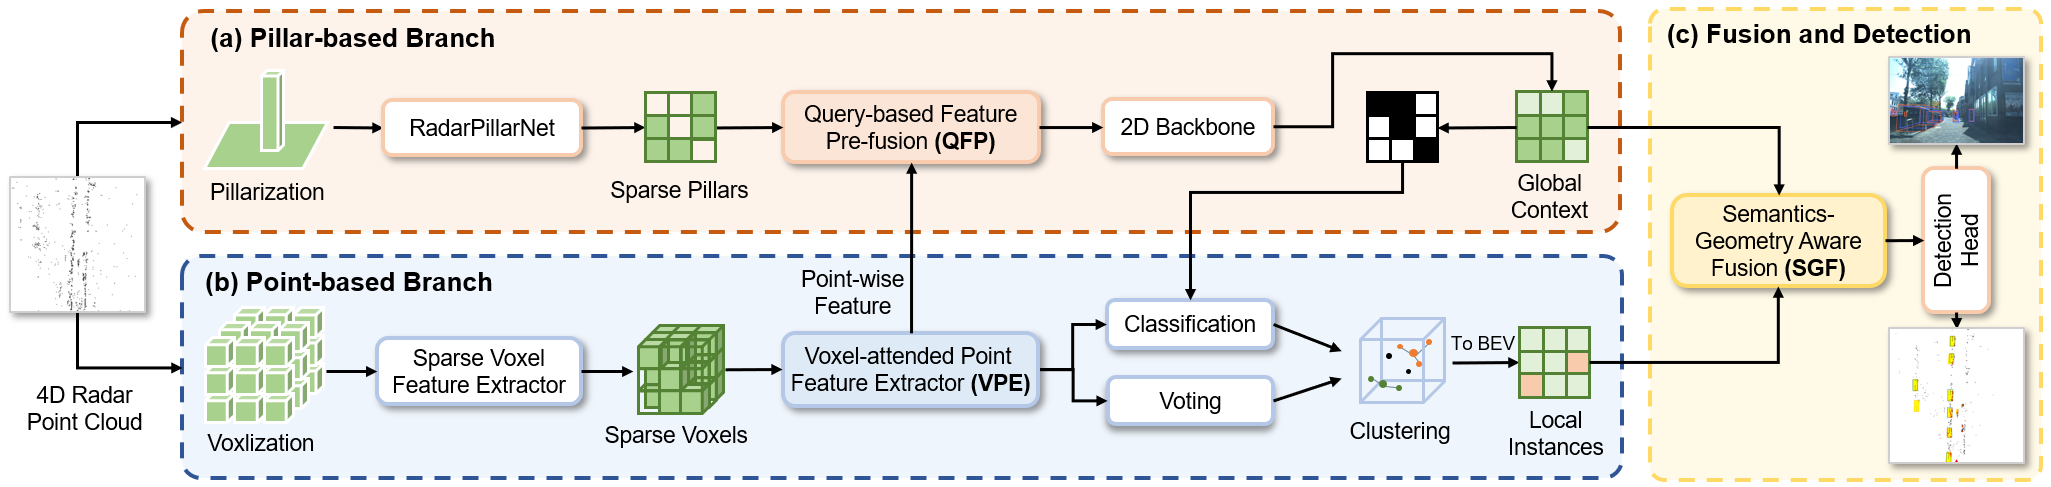 (a) Pillar-based Branch
Pillarization
RadarPillarNet
Sparse Pillars
Query-based Feature
Pre-fusion (QFP)
2D Backbone
Global
Context
4D Radar
Point Cloud
(b) Point-based Branch
Voxlization
Sparse Voxel
Feature Extractor
Sparse Voxels
Point-wise
Feature
Voxel-attended Point
Feature Extractor (VPE)
Classification
Voting
Clustering
To BEV
Local
Instances
(c) Fusion and Detection
Semantics-
Geometry Aware
Fusion (SGF)
Detection
Head